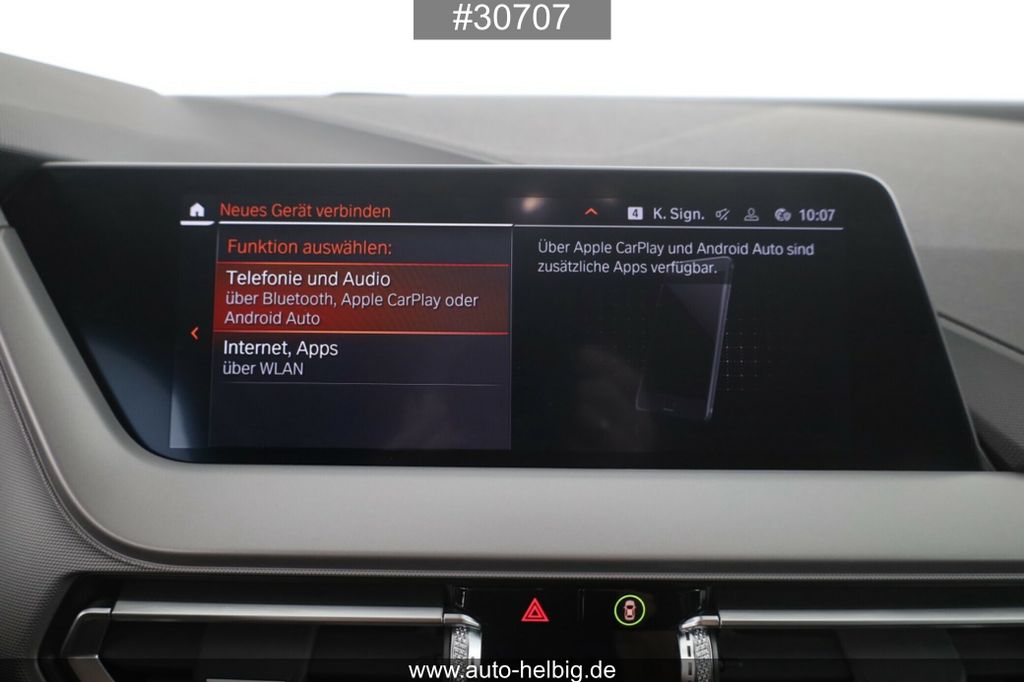 #30707
Neues Gerät verbinden
4 K. Sign. 10:07
Funktion auswählen:
Telefonie und Audio
über Bluetooth, Apple CarPlay oder
Android Auto
Internet, Apps
über WLAN
Über Apple CarPlay und Android Auto sind
zusätzliche Apps verfügbar.
www.auto-helbig.de